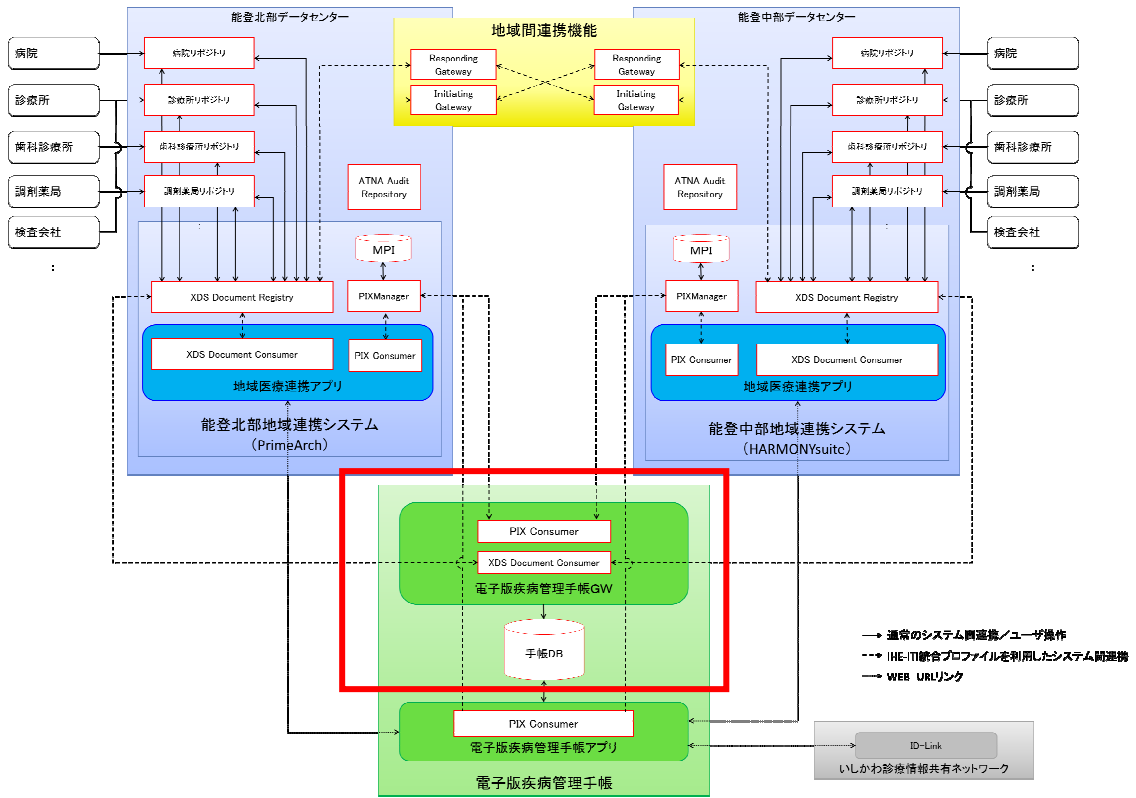 能登北部データセンター
地域間連携機能
能登中部データセンター
病院
診療所
歯科診療所
調剤薬局
検査会社
：
病院リポジトリ
診療所リポジトリ
歯科診療所リポジトリ
調剤薬局リポジトリ
：
Responding
Gateway
Responding
Gateway
Initiating
Gateway
Initiating
Gateway
病院リポジトリ
診療所リポジトリ
歯科診療所リポジトリ
調剤薬局リポジトリ
：
病院
診療所
歯科診療所
調剤薬局
検査会社
：
ATNA Audit
Repository
ATNA Audit
Repository
MPI
XDS Document Registry
PIXManager
XDS Document Consumer
PIX Consumer
地域医療連携アプリ
能登北部地域連携システム
（PrimeArch）
MPI
PIXManager
XDS Document Registry
PIX Consumer
XDS Document Consumer
地域医療連携アプリ
能登中部地域連携システム
（HARMONYsuite）
PIX Consumer
XDS Document Consumer
電子版疾病管理手帳GW
手帳DB
PIX Consumer
電子版疾病管理手帳アプリ
電子版疾病管理手帳
通常のシステム間連携／ユーザ操作
IHE-ITI統合プロファイルを利用したシステム間連携
WEB URLリンク
ID-Link
いしかわ診療情報共有ネットワーク